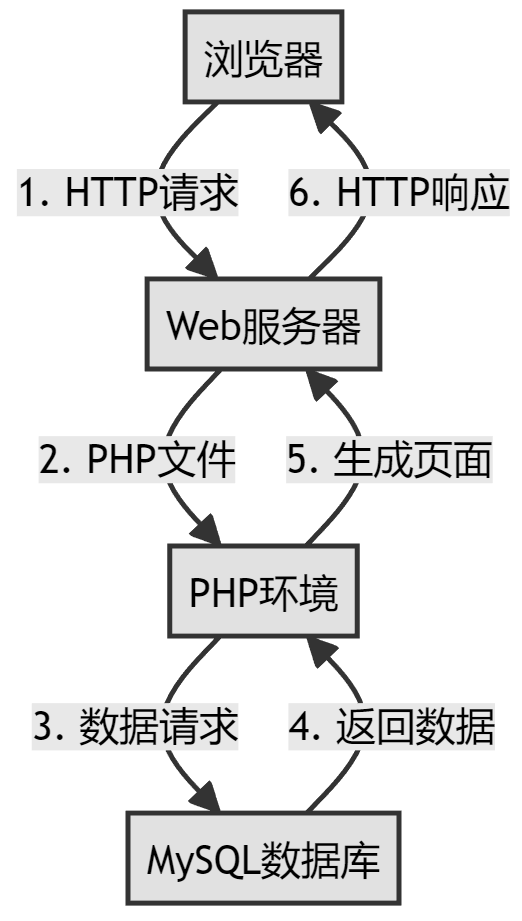 浏览器
1. HTTP请求
6. HTTP响应
Web服务器
2. PHP文件
5. 生成页面
PHP环境
3. 数据请求
4. 返回数据
MySQL数据库